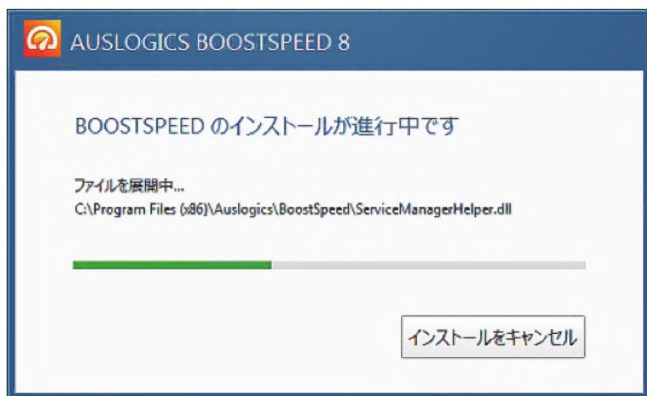 AUSLOGICS BOOSTSPEED 8
BOOSTSPEED のインストールが進行中です
ファイルを展開中...
C:\Program Files (x86)\Auslogics\BoostSpeed\ServiceManagerHelper.dll
インストールをキャンセル